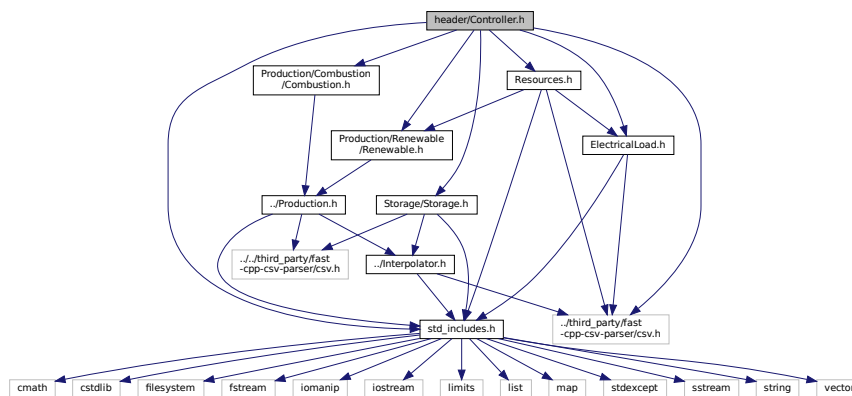 header/Controller.h
Production/Combustion
/Combustion.h
Resources.h
Production/Renewable
/Renewable.h
ElectricalLoad.h
../Production.h
Storage/Storage.h
../../third_party/fast
-cpp-csv-parser/csv.h
../Interpolator.h
std_includes.h
../third_party/fast
-cpp-csv-parser/csv.h
cmath
cstdlib
filesystem
fstream
iomanip
iostream
limits
list
map
stdexcept
sstream
string
vector